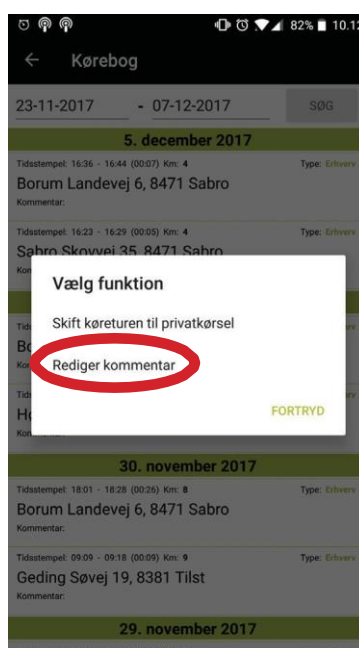 82% 10.12
Kørebog
23-11-2017 - 07-12-2017 SØG
5. december 2017
Tidsstempel: 16:36 - 16:44 (00:07) Km: 4 Type: Erhverv
Borum Landevej 6, 8471 Sabro
Kommentar:
Tidsstempel: 16:23 - 16:29 (00:05) Km: 4 Type: Erhverv
Sabro Skovvej 35, 8471 Sabro
Vælg funktion
Skift køreturen til privatkørsel
Rediger kommentar
FORTRYD
30. november 2017
Tidsstempel: 18:01 - 18:28 (00:26) Km: 8 Type: Erhverv
Borum Landevej 6, 8471 Sabro
Kommentar:
Tidsstempel: 09:09 - 09:18 (00:09) Km: 9 Type: Erhverv
Geding Søvej 19, 8381 Tilst
Kommentar:
29. november 2017